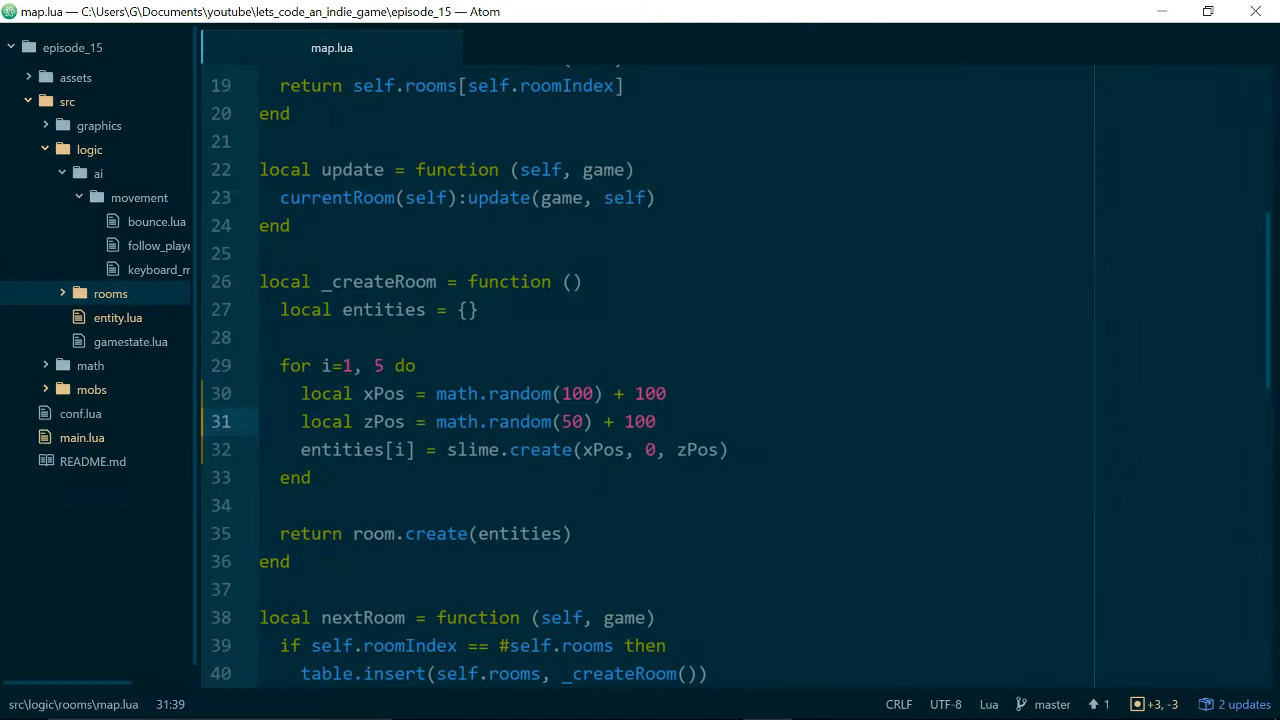 map.lua — C:\Users\G\Documents\youtube\lets_code_an_indie_game\episode_15 — Atom
episode_15
assets
src
graphics
logic
ai
movement
bounce.lua
follow_playe
keyboard_m
rooms
entity.lua
gamestate.lua
math
mobs
conf.lua
main.lua
README.md
map.lua
19 return self.rooms[self.roomIndex]
20 end
21
22 local update = function (self, game)
23 currentRoom(self):update(game, self)
24 end
25
26 local _createRoom = function ()
27 local entities = {}
28
29 for i=1, 5 do
30 local xPos = math.random(100) + 100
31 local zPos = math.random(50) + 100
32 entities[i] = slime.create(xPos, 0, zPos)
33 end
34
35 return room.create(entities)
36 end
37
38 local nextRoom = function (self, game)
39 if self.roomIndex == #self.rooms then
40 table.insert(self.rooms, _createRoom())
src\logic\rooms\map.lua 31:39 CRLF UTF-8 Lua master 1 +3, -3 2 updates